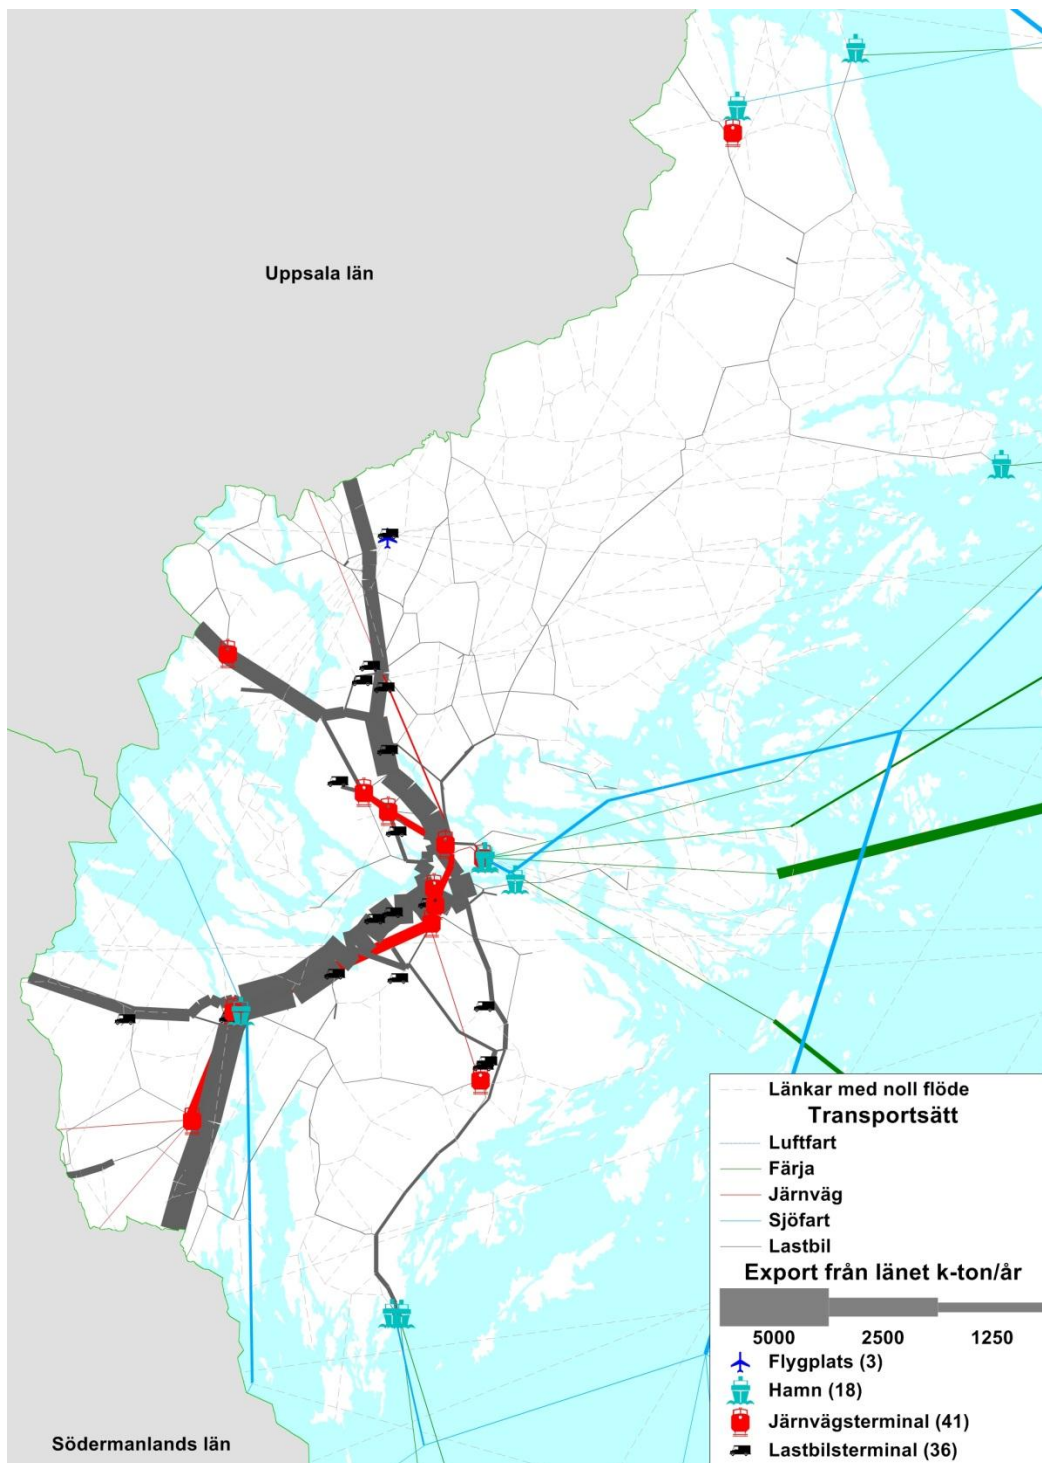 Uppsala län
Länkar med noll flöde
Transportsätt
Luftfart
Färja
Järnväg
Sjöfart
Lastbil
Export från länet k-ton/år
5000 2500 1250
Flygplats (3)
Hamn (18)
Järnvägsterminal (41)
Lastbilsterminal (36)
Södermanlands län